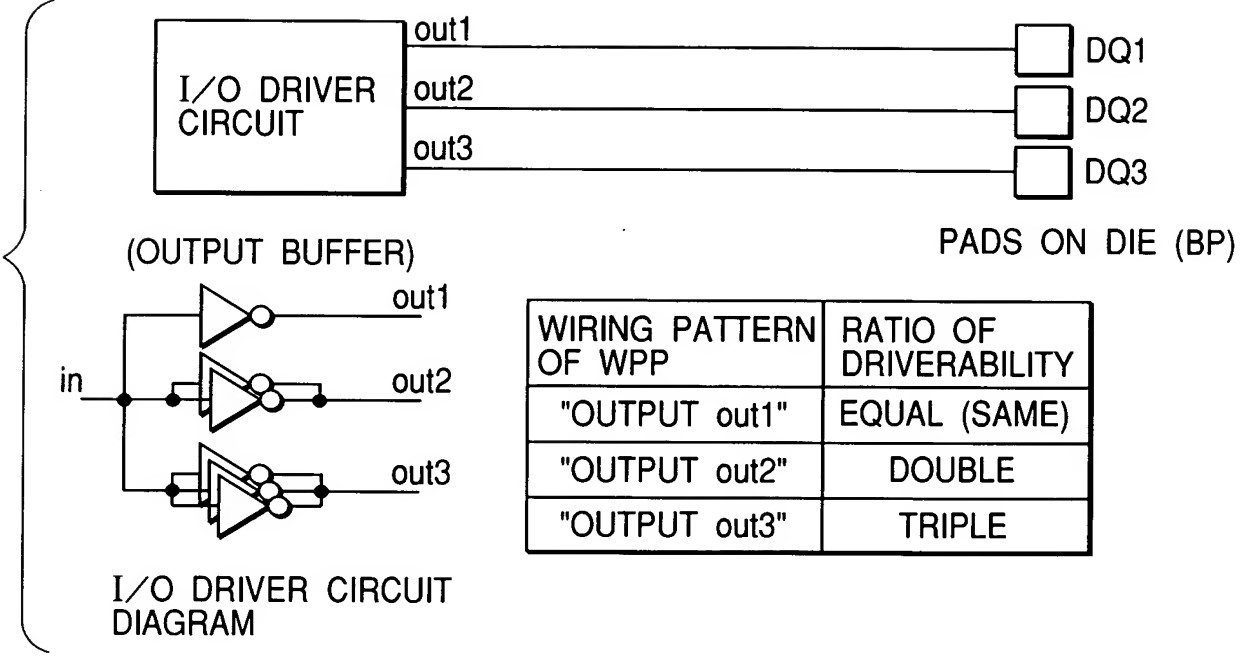 out1
DQ1
I/O DRIVER
CIRCUIT
out2
DQ2
out3
DQ3
PADS ON DIE (BP)
(OUTPUT BUFFER)
out1
in
out2
out3
I/O DRIVER CIRCUIT
DIAGRAM
WIRING PATTERN
OF WPP
RATIO OF
DRIVERABILITY
"OUTPUT out1"
EQUAL (SAME)
"OUTPUT out2"
DOUBLE
"OUTPUT out3"
TRIPLE